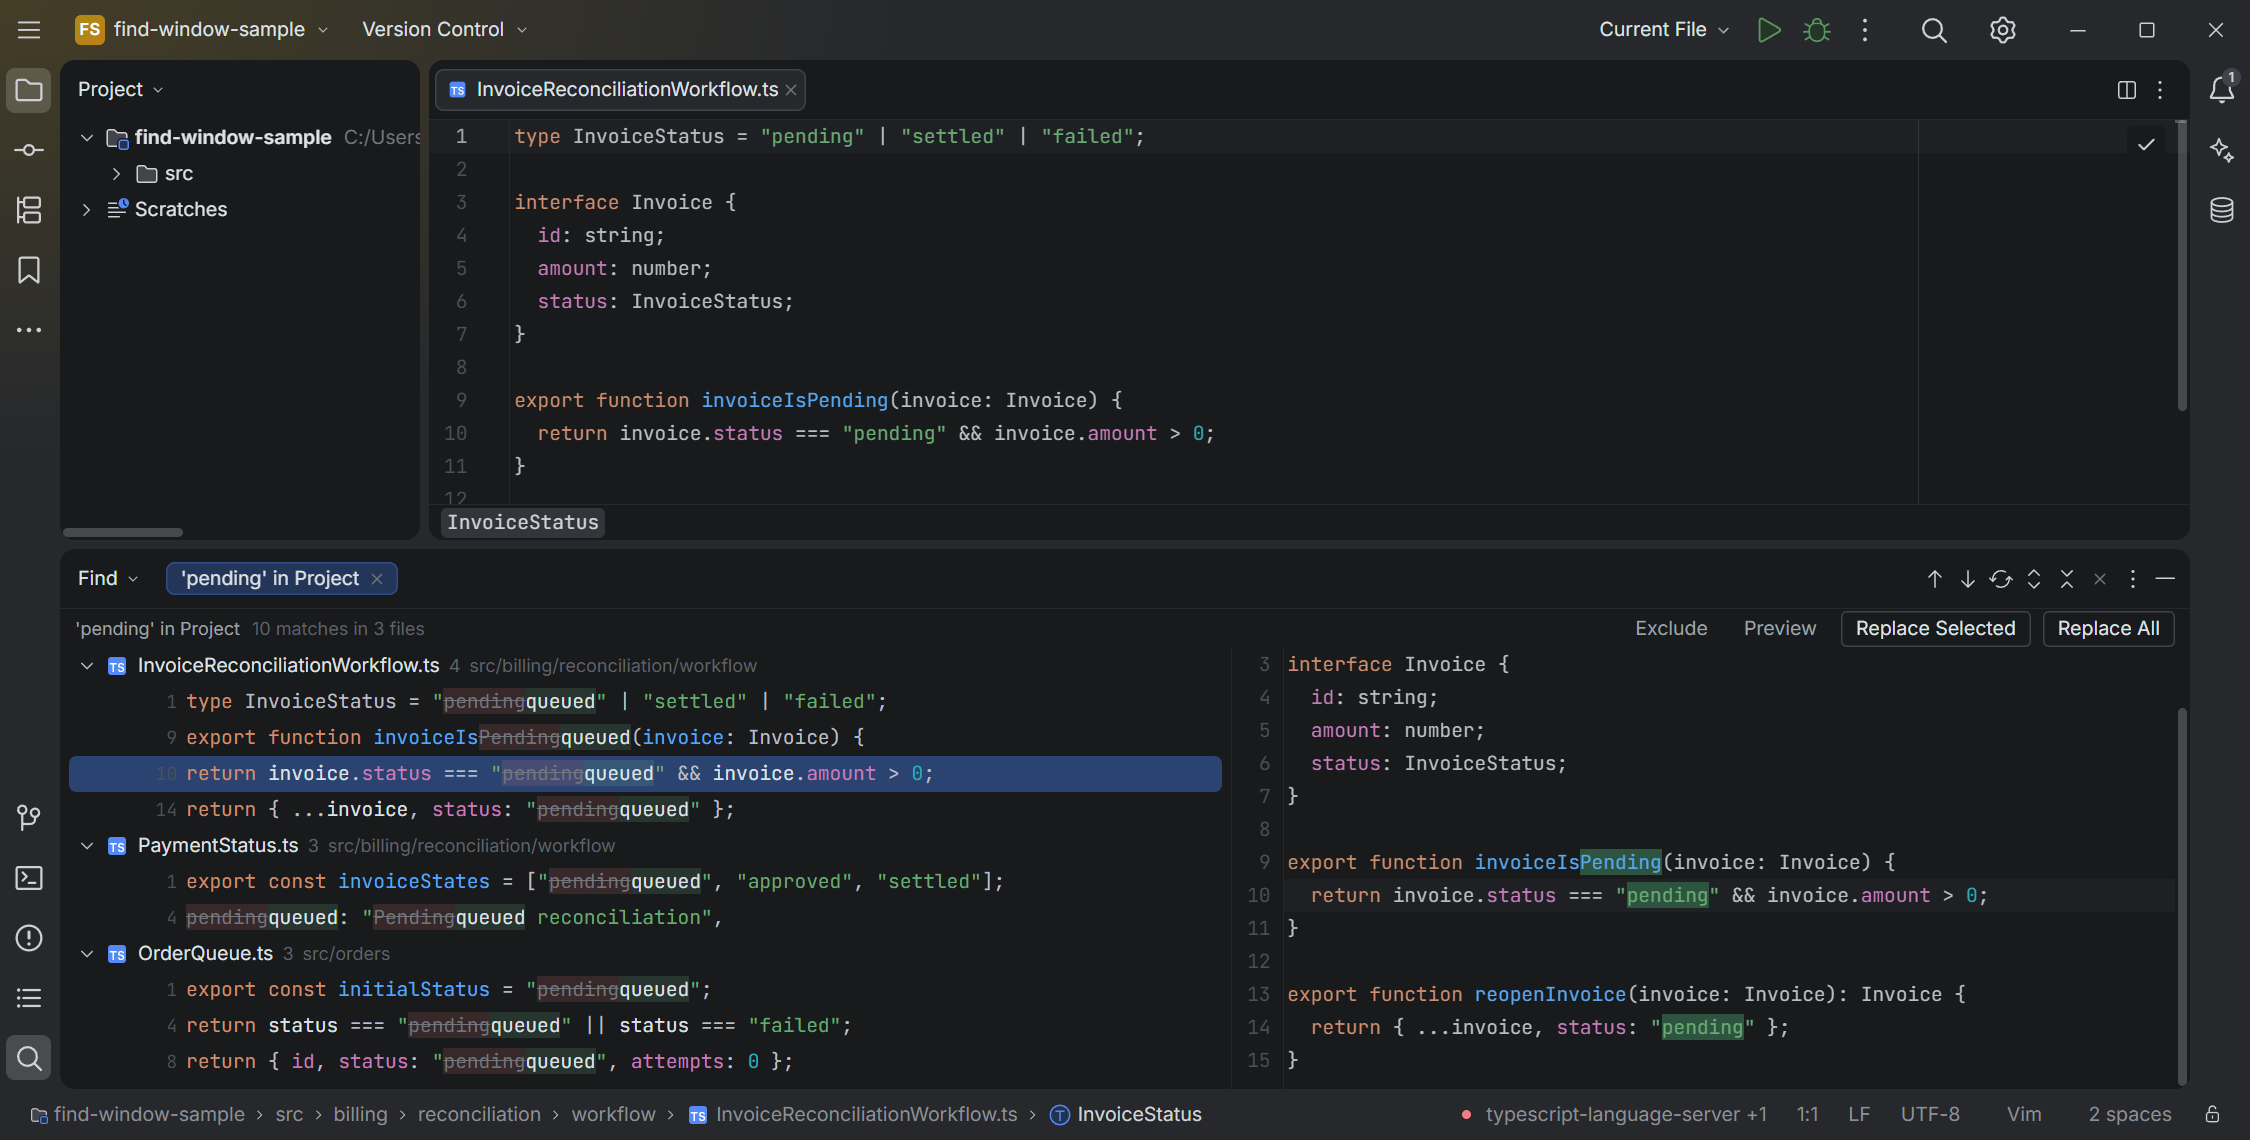 FS find-window-sample Version Control Current File
Project
find-window-sample C:/Users
src
Scratches
TS InvoiceReconciliationWorkflow.ts
1
1 type InvoiceStatus = "pending" | "settled" | "failed";
2
3 interface Invoice {
4 id: string;
5 amount: number;
6 status: InvoiceStatus;
7 }
8
9 export function invoiceIsPending(invoice: Invoice) {
10 return invoice.status === "pending" && invoice.amount > 0;
11 }
12
InvoiceStatus
Find 'pending' in Project
'pending' in Project 10 matches in 3 files Exclude Preview Replace Selected Replace All
TS InvoiceReconciliationWorkflow.ts 4 src/billing/reconciliation/workflow
1 type InvoiceStatus = "pendingqueued" | "settled" | "failed";
9 export function invoiceIsPendingqueued(invoice: Invoice) {
10 return invoice.status === "pendingqueued" && invoice.amount > 0;
14 return { ...invoice, status: "pendingqueued" };
TS PaymentStatus.ts 3 src/billing/reconciliation/workflow
1 export const invoiceStates = ["pendingqueued", "approved", "settled"];
4 pendingqueued: "Pendingqueued reconciliation",
TS OrderQueue.ts 3 src/orders
1 export const initialStatus = "pendingqueued";
4 return status === "pendingqueued" || status === "failed";
8 return { id, status: "pendingqueued", attempts: 0 };
3 interface Invoice {
4 id: string;
5 amount: number;
6 status: InvoiceStatus;
7 }
8
9 export function invoiceIsPending(invoice: Invoice) {
10 return invoice.status === "pending" && invoice.amount > 0;
11 }
12
13 export function reopenInvoice(invoice: Invoice): Invoice {
14 return { ...invoice, status: "pending" };
15 }
find-window-sample › src › billing › reconciliation › workflow › TS InvoiceReconciliationWorkflow.ts › T InvoiceStatus typescript-language-server +1 1:1 LF UTF-8 Vim 2 spaces